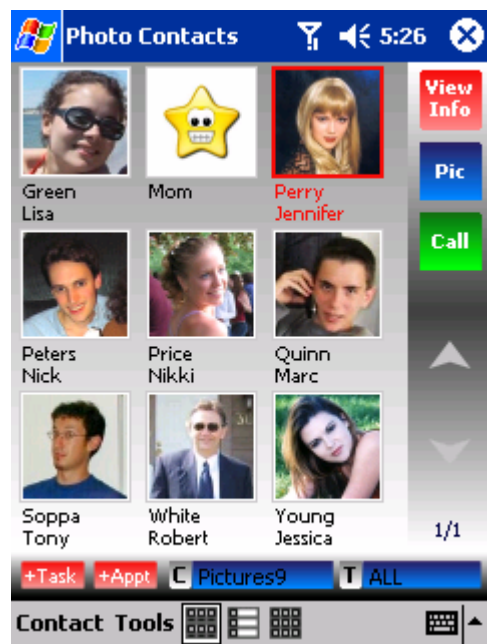 Photo Contacts 5:26
View
Info
Pic
Call
Green
Lisa
Mom
Perry
Jennifer
Peters
Nick
Price
Nikki
Quinn
Marc
Soppa
Tony
White
Robert
Young
Jessica
1/1
+Task +Appt C Pictures9 T ALL
Contact Tools